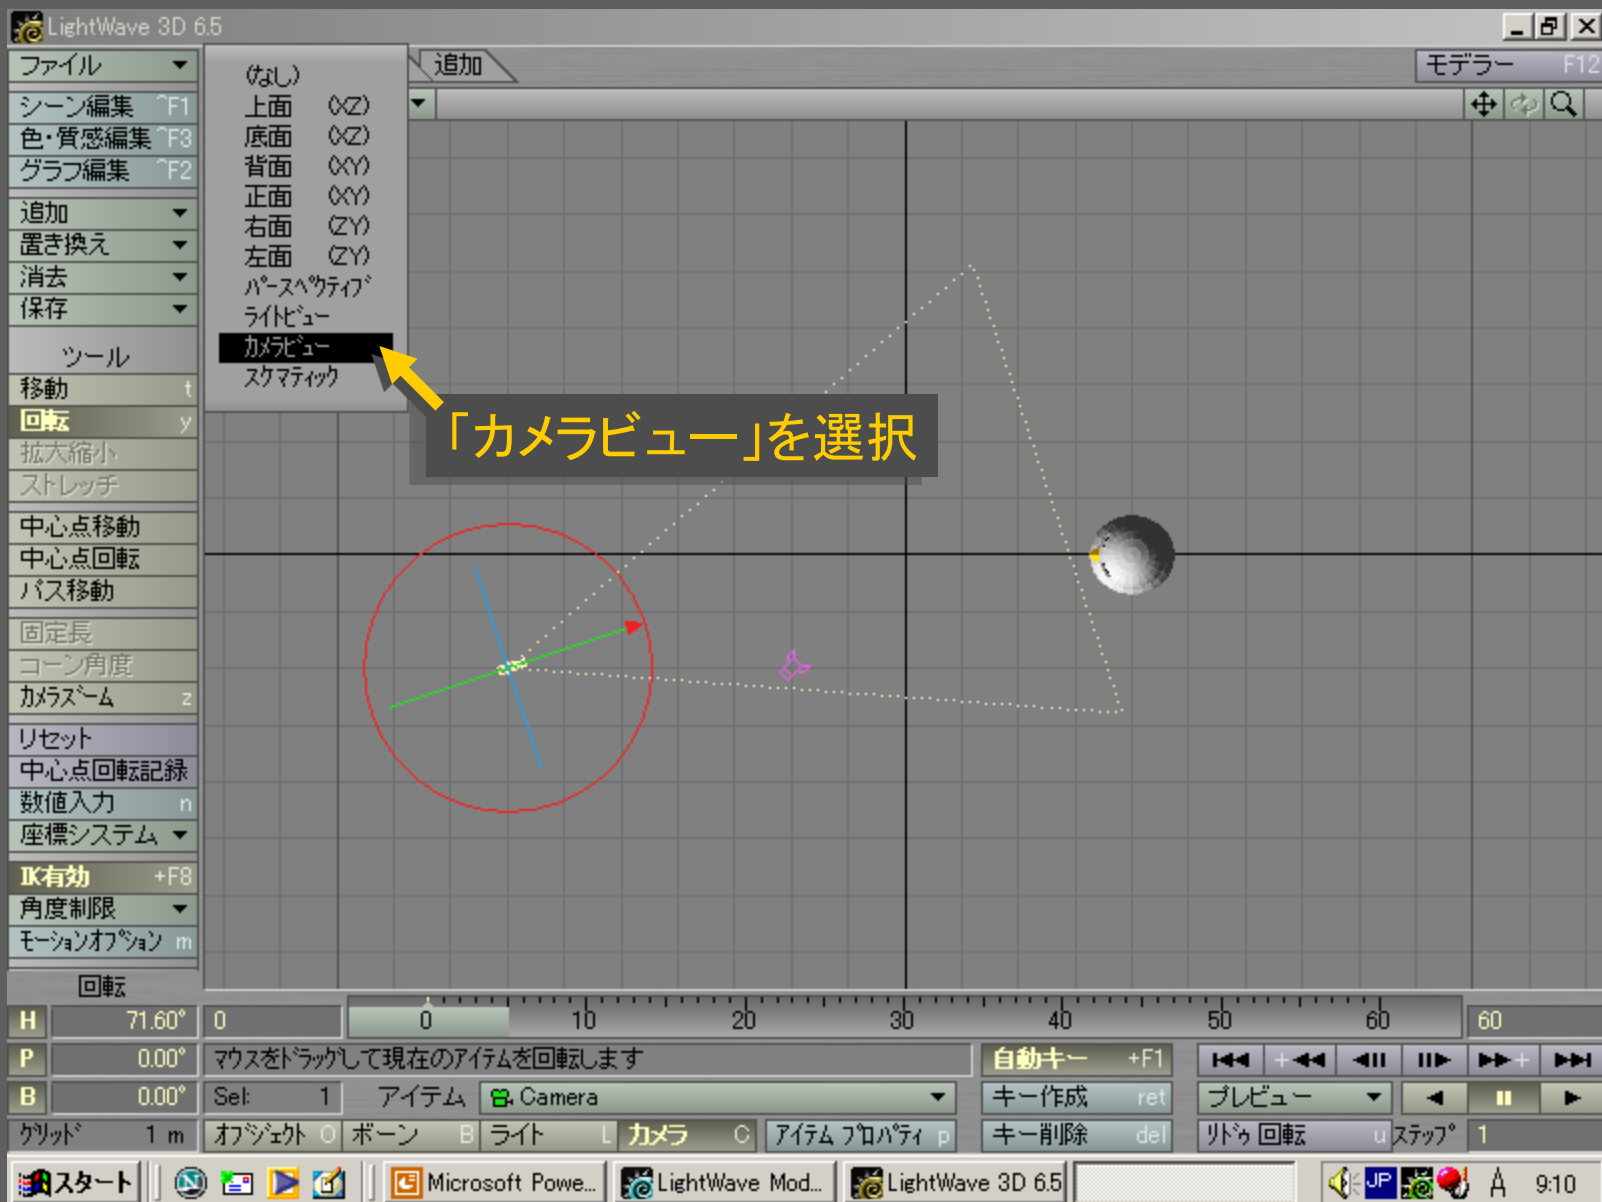 LightWave 3D 6.5
ファイル
追加
モデラー F12
シーン編集 ^F1
色・質感編集 ^F3
グラフ編集 ^F2
追加
置き換え
消去
保存
ツール
移動 t
回転 y
拡大縮小
ストレッチ
中心点移動
中心点回転
パス移動
固定長
コーン角度
カメラズーム z
リセット
中心点回転記録
数値入力 n
座標システム
IK有効 +F8
角度制限
モーションオプション m
(なし)
上面 (XZ)
底面 (XZ)
背面 (XY)
正面 (XY)
右面 (ZY)
左面 (ZY)
パースペクティブ
ライトビュー
カメラビュー
スケマティック
「カメラビュー」を選択
回転
H 71.60° 0 0 10 20 30 40 50 60 60
P 0.00° マウスをドラッグして現在のアイテムを回転します 自動キー +F1
B 0.00° Sel: 1 アイテム Camera キー作成 ret プレビュー
グリッド 1 m オブジェクト O ボーン B ライト L カメラ C アイテム プロパティ p キー削除 del リドゥ 回転 u ステップ 1
スタート Microsoft Powe... LightWave Mod... LightWave 3D 6.5 JP A 9:10